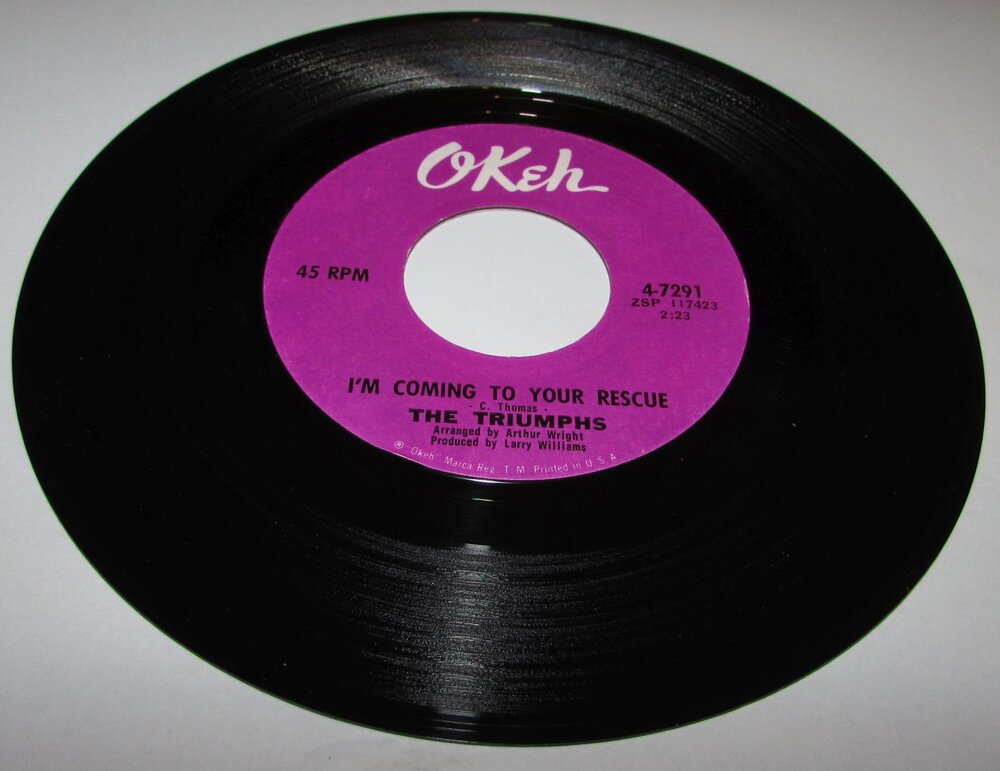 OKeh
45 RPM
4-7291
ZSP 117423
2:23
I'M COMING TO YOUR RESCUE
- C. Thomas -
THE TRIUMPHS
Arranged by Arthur Wright
Produced by Larry Williams
® "Okeh" Marca Reg. T. M. Printed in U. S. A.